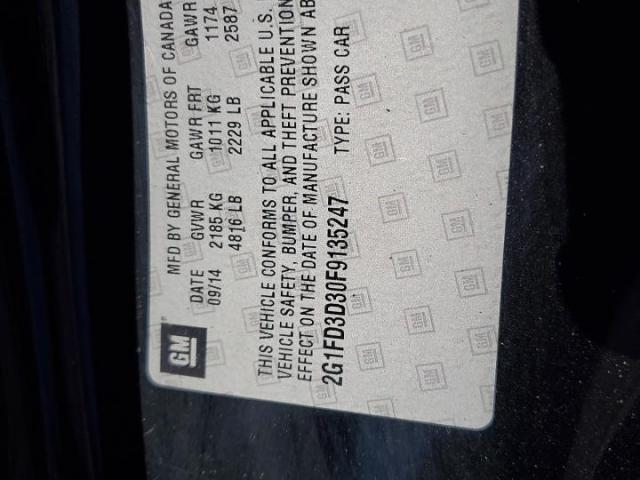 MFD BY GENERAL MOTORS OF CANADA
DATE GVWR GAWR FRT GAWR
09/14 2185 KG 1011 KG 1174
4816 LB 2229 LB 2587
GM
THIS VEHICLE CONFORMS TO ALL APPLICABLE U.S.
VEHICLE SAFETY, BUMPER, AND THEFT PREVENTION
EFFECT ON THE DATE OF MANUFACTURE SHOWN AB
2G1FD3D30F9135247 TYPE: PASS CAR